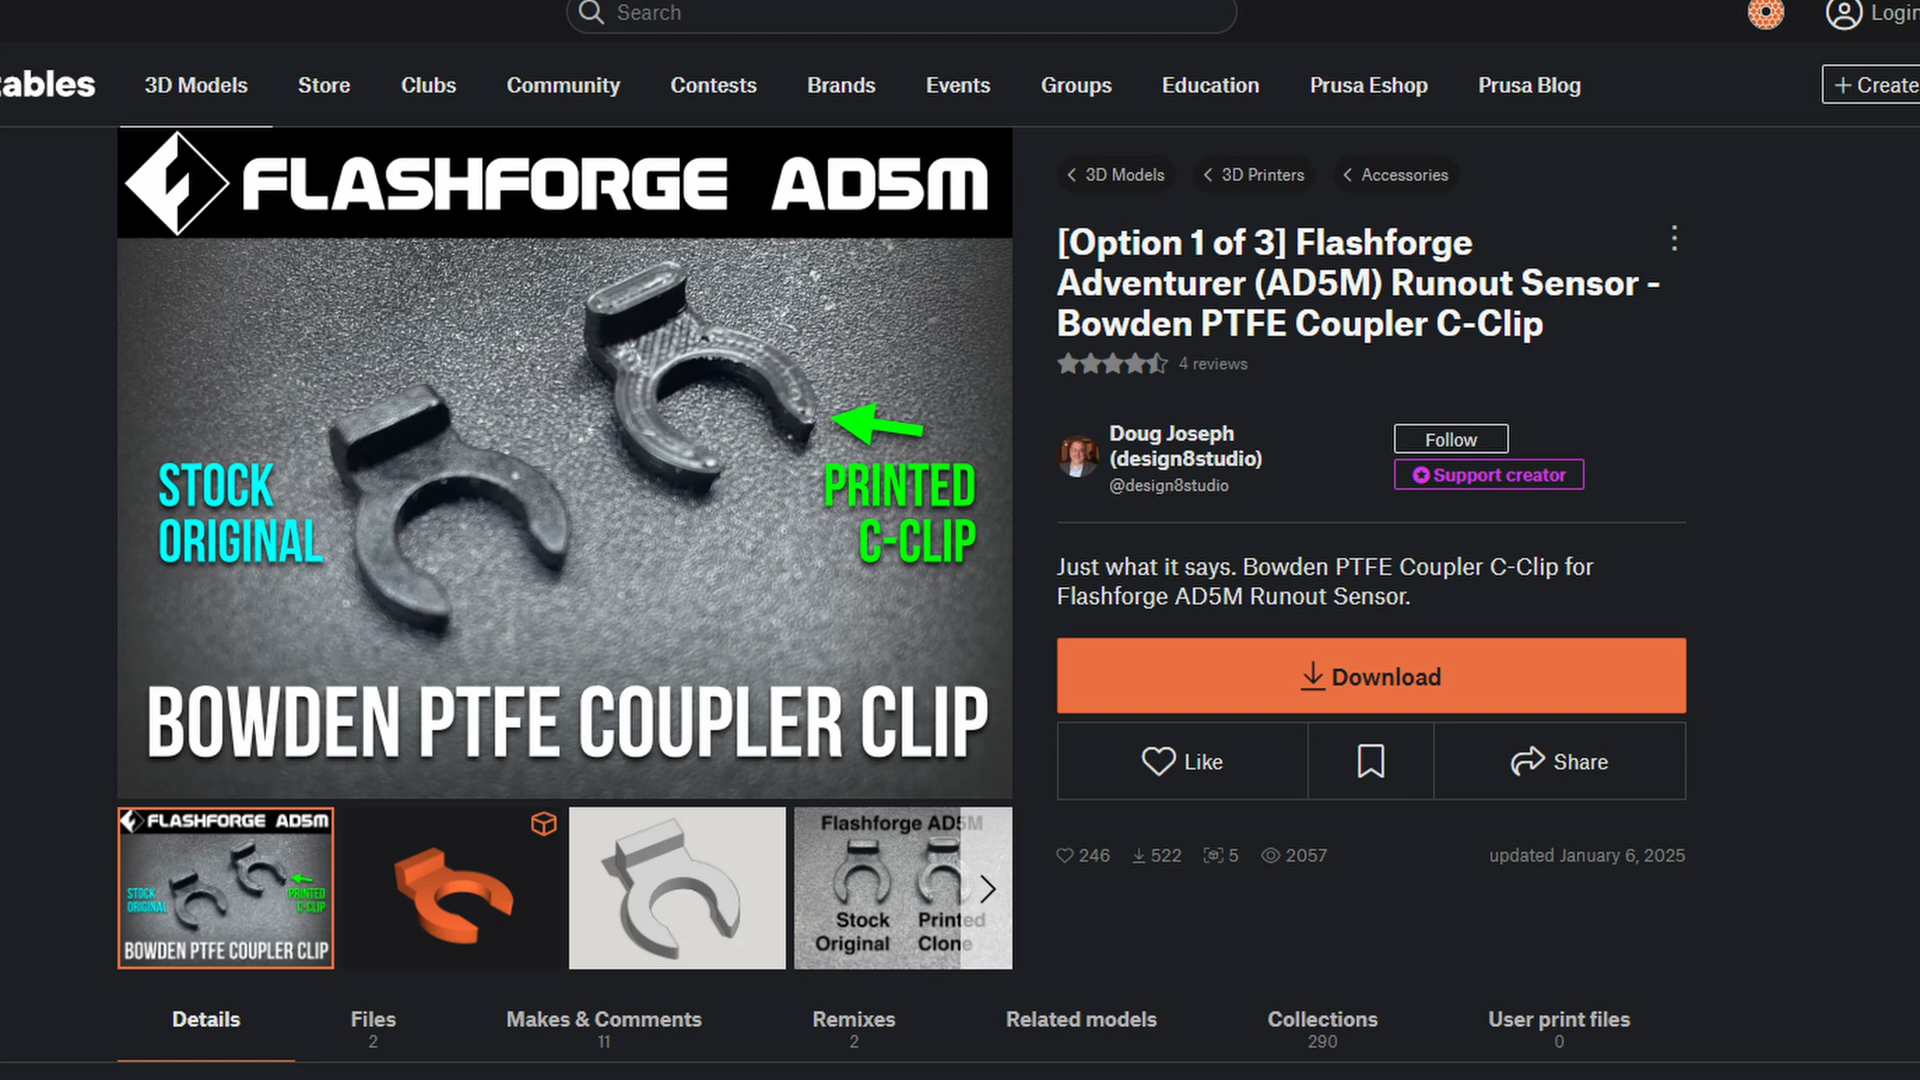 Search
Login
tables
3D Models
Store
Clubs
Community
Contests
Brands
Events
Groups
Education
Prusa Eshop
Prusa Blog
+ Create
FLASHFORGE AD5M
STOCK
ORIGINAL
PRINTED
C-CLIP
BOWDEN PTFE COUPLER CLIP
3D Models
3D Printers
Accessories
[Option 1 of 3] Flashforge
Adventurer (AD5M) Runout Sensor -
Bowden PTFE Coupler C-Clip
4 reviews
Doug Joseph
(design8studio)
@design8studio
Follow
Support creator
Just what it says. Bowden PTFE Coupler C-Clip for
Flashforge AD5M Runout Sensor.
Download
Like
Share
246
522
5
2057
updated January 6, 2025
FLASHFORGE AD5M
STOCK
ORIGINAL
PRINTED
C-CLIP
BOWDEN PTFE COUPLER CLIP
Flashforge AD5M
Stock
Original
Printed
Clone
Details
Files
2
Makes & Comments
11
Remixes
2
Related models
Collections
290
User print files
0